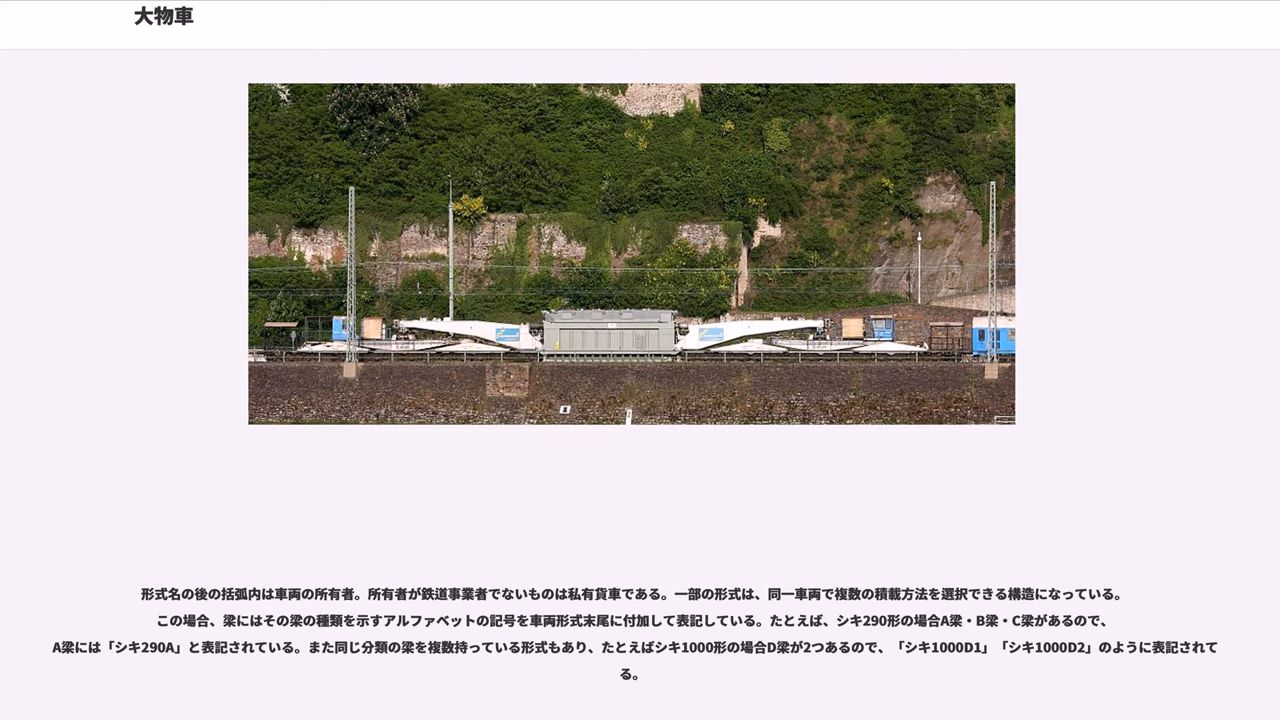 大物車
形式名の後の括弧内は車両の所有者。所有者が鉄道事業者でないものは私有貨車である。一部の形式は、同一車両で複数の積載方法を選択できる構造になっている。
この場合、梁にはその梁の種類を示すアルファベットの記号を車両形式末尾に付加して表記している。たとえば、シキ290形の場合A梁・B梁・C梁があるので、
A梁には「シキ290A」と表記されている。また同じ分類の梁を複数持っている形式もあり、たとえばシキ1000形の場合D梁が2つあるので、「シキ1000D1」「シキ1000D2」のように表記されて
る。